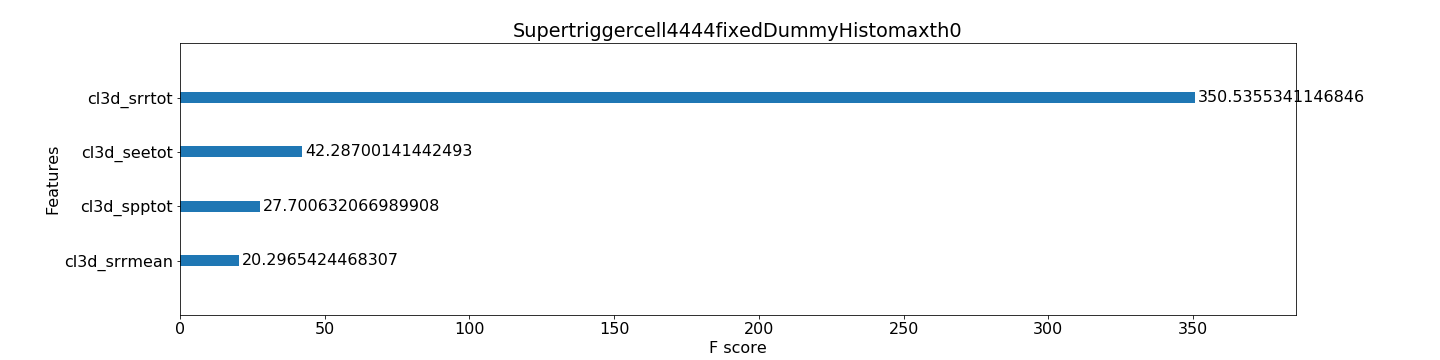 Supertriggercell4444fixedDummyHistomaxth0
cl3d_srrtot
350.5355341146846
cl3d_seetot
42.28700141442493
cl3d_spptot
27.700632066989908
cl3d_srrmean
20.2965424468307
Features
0 50 100 150 200 250 300 350
F score